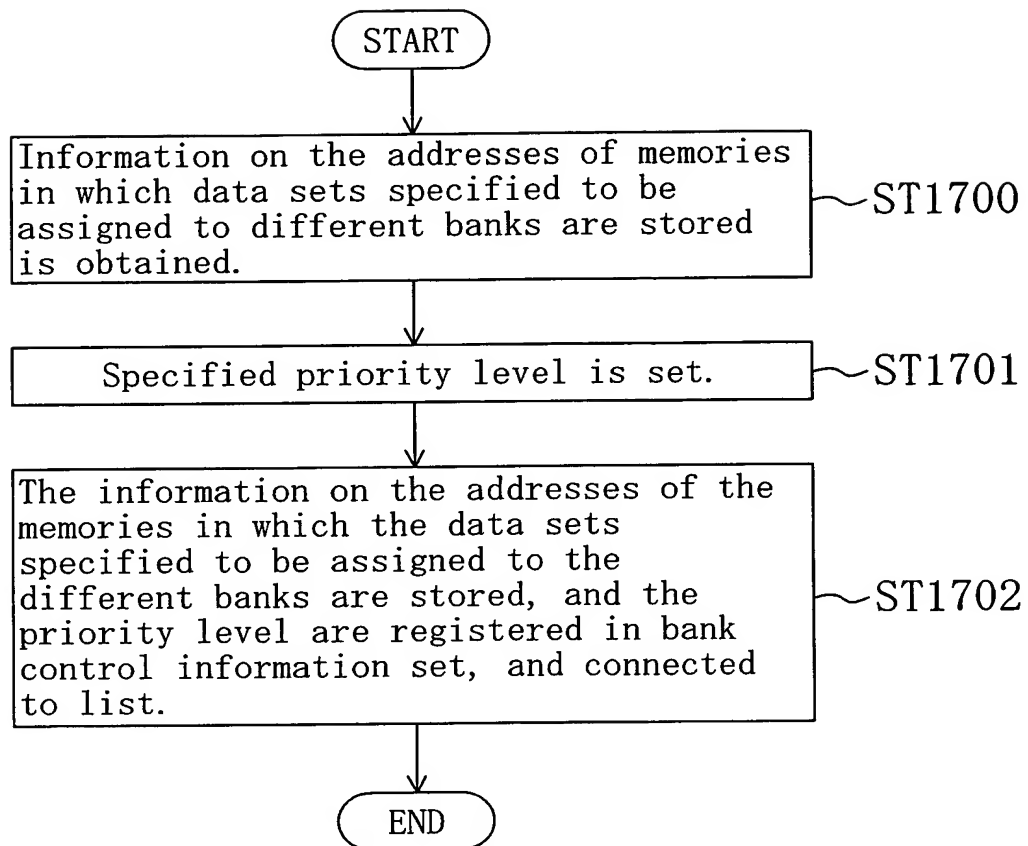 START
Information on the addresses of memories
in which data sets specified to be
assigned to different banks are stored
is obtained.
ST1700
Specified priority level is set.
ST1701
The information on the addresses of the
memories in which the data sets
specified to be assigned to the
different banks are stored, and the
priority level are registered in bank
control information set, and connected
to list.
ST1702
END